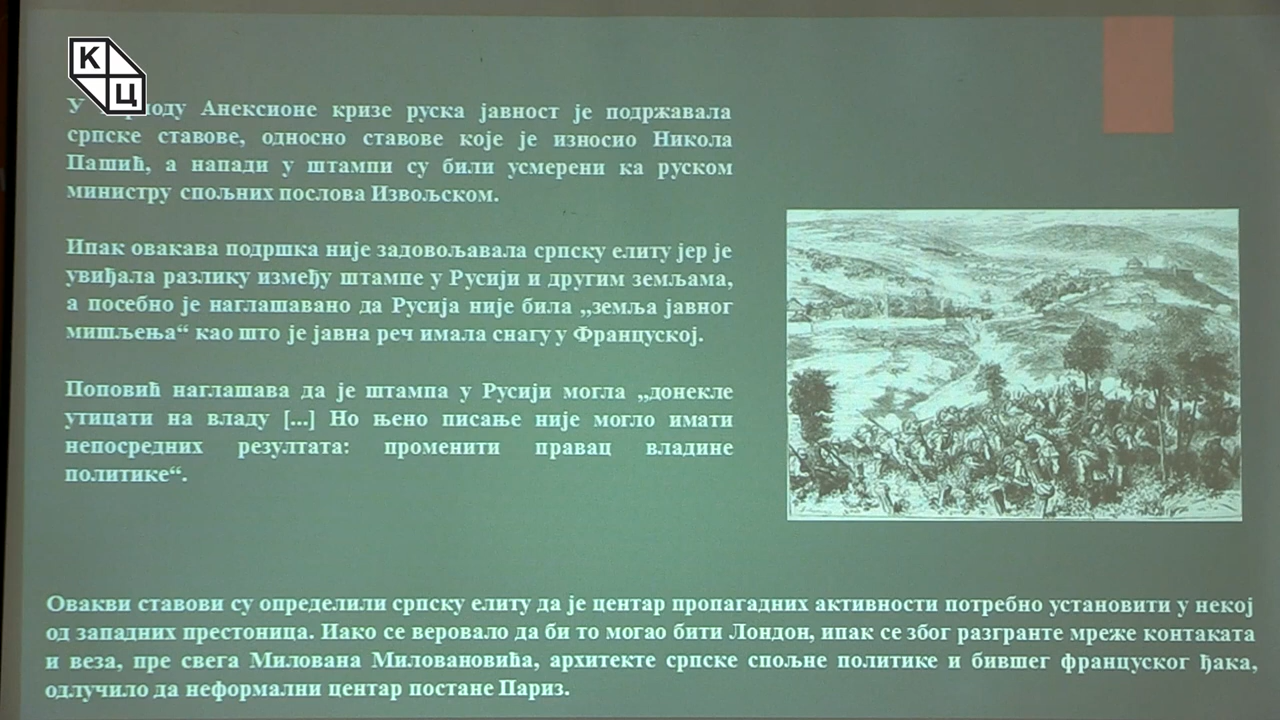 КЦ
У оду Анексионе кризе руска јавност је подржавала
српске ставове, односно ставове које је износио Никола
Пашић, а напади у штампи су били усмерени ка руском
министру спољних послова Извољском.
Ипак овакава подршка није задовољавала српску елиту јер је
увиђала разлику између штампе у Русији и другим земљама,
а посебно је наглашавано да Русија није била „земља јавног
мишљења“ као што је јавна реч имала снагу у Француској.
Поповић наглашава да је штампа у Русији могла „донекле
утицати на владу [...] Но њено писање није могло имати
непосредних резултата: променити правац владине
политике“.
Овакви ставови су определили српску елиту да је центар пропагадних активности потребно установити у некој
од западних престоница. Иако се веровало да би то могао бити Лондон, ипак се због разгранте мреже контаката
и веза, пре свега Милована Миловановића, архитекте српске спољне политике и бившег француског ђака,
одлучило да неформални центар постане Париз.